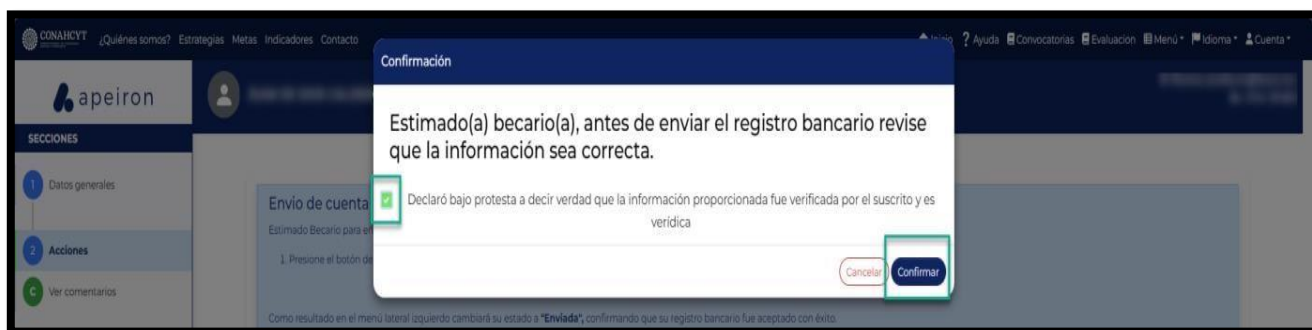 CONAHCYT ¿Quiénes somos? Estrategias Metas Indicadores Contacto
Inicio ? Ayuda Convocatorias Evaluacion Menú Idioma Cuenta
Confirmación
apeiron
Estimado(a) becario(a), antes de enviar el registro bancario revise
que la información sea correcta.
SECCIONES
1 Datos generales
Envío de cuenta
Declaró bajo protesta a decir verdad que la información proporcionada fue verificada por el suscrito y es
verídica
Estimado Becario para
2 Acciones
1. Presione el botón de
Cancelar Confirmar
C Ver comentarios
Como resultado en el menú lateral izquierdo cambiará su estado a "Enviada", confirmando que su registro bancario fue aceptado con éxito.